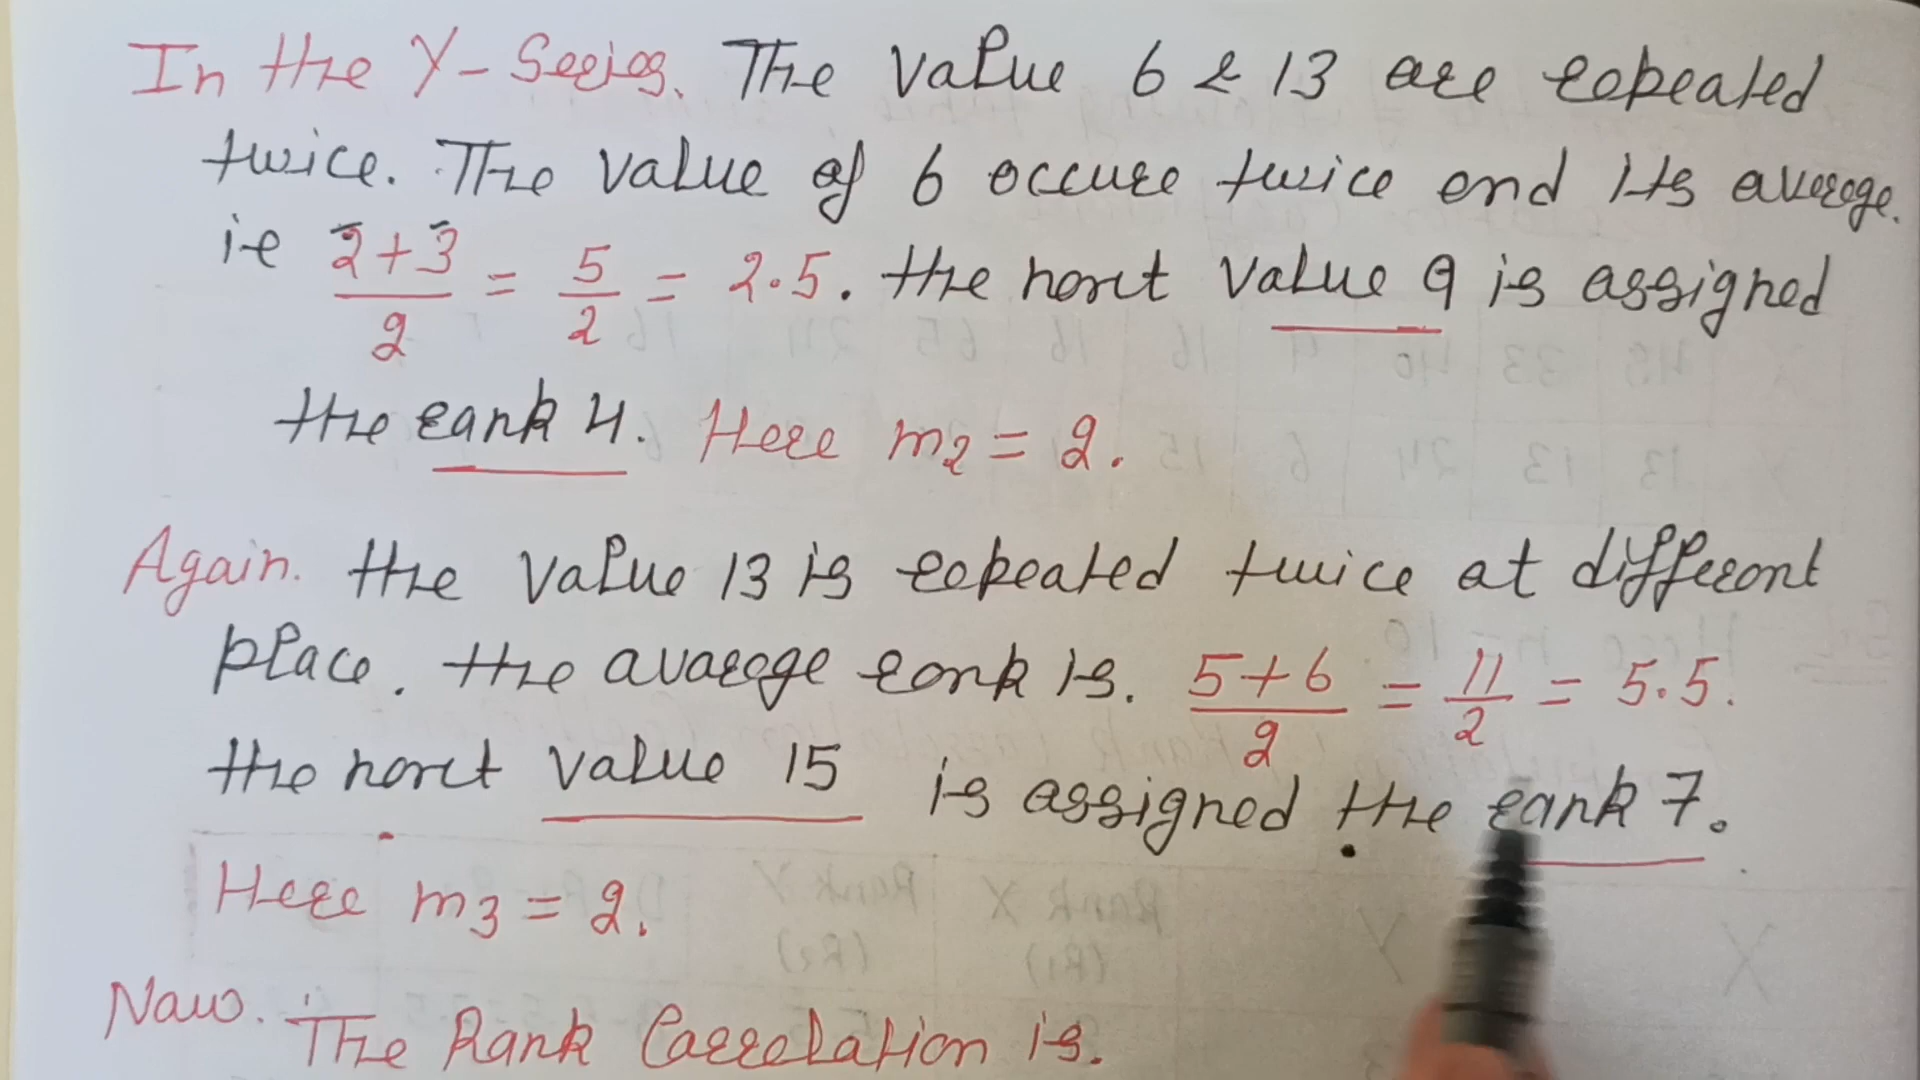 In the Y-Series. The Value 6 & 13 are repeated
twice. The value of 6 occure twice and its average.
ie 2+3/2 = 5/2 = 2.5. the next value 9 is assigned
the rank 4. Here m2 = 2.
Again. the value 13 is repeated twice at different
place. the avarage rank is. 5+6/2 = 11/2 = 5.5.
the next value 15 is assigned the rank 7.
Here m3 = 2.
Naw. The Rank Correlation is.